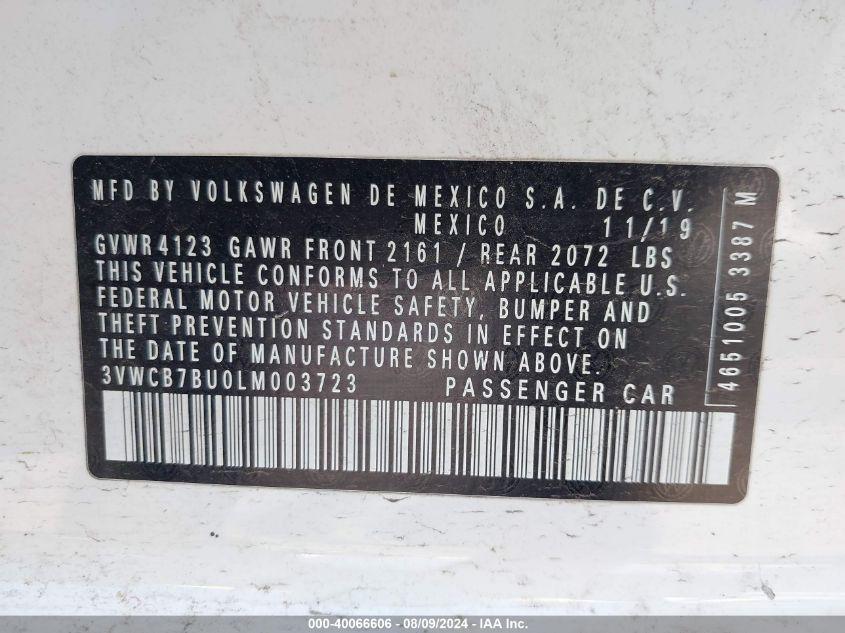 MFD BY VOLKSWAGEN DE MEXICO S.A. DE C.V.
MEXICO 11/19
GVWR 4123 GAWR FRONT 2161 / REAR 2072 LBS
THIS VEHICLE CONFORMS TO ALL APPLICABLE U.S.
FEDERAL MOTOR VEHICLE SAFETY, BUMPER AND
THEFT PREVENTION STANDARDS IN EFFECT ON
THE DATE OF MANUFACTURE SHOWN ABOVE.
3VWCB7BU0LM003723 PASSENGER CAR
4651005 3387 M
000-40066606 - 08/09/2024 - IAA Inc.